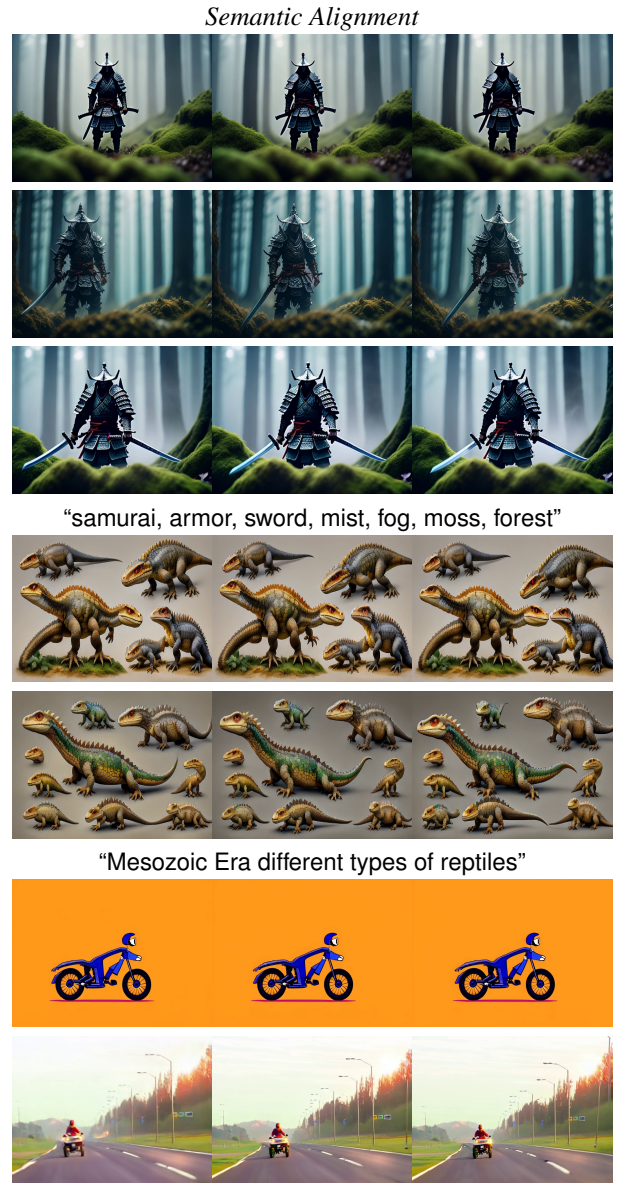 Semantic Alignment
“samurai, armor, sword, mist, fog, moss, forest”
“Mesozoic Era different types of reptiles”